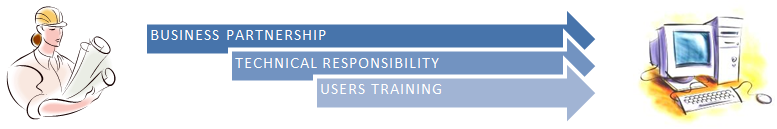 BUSINESS PARTNERSHIP
TECHNICAL RESPONSIBILITY
USERS TRAINING